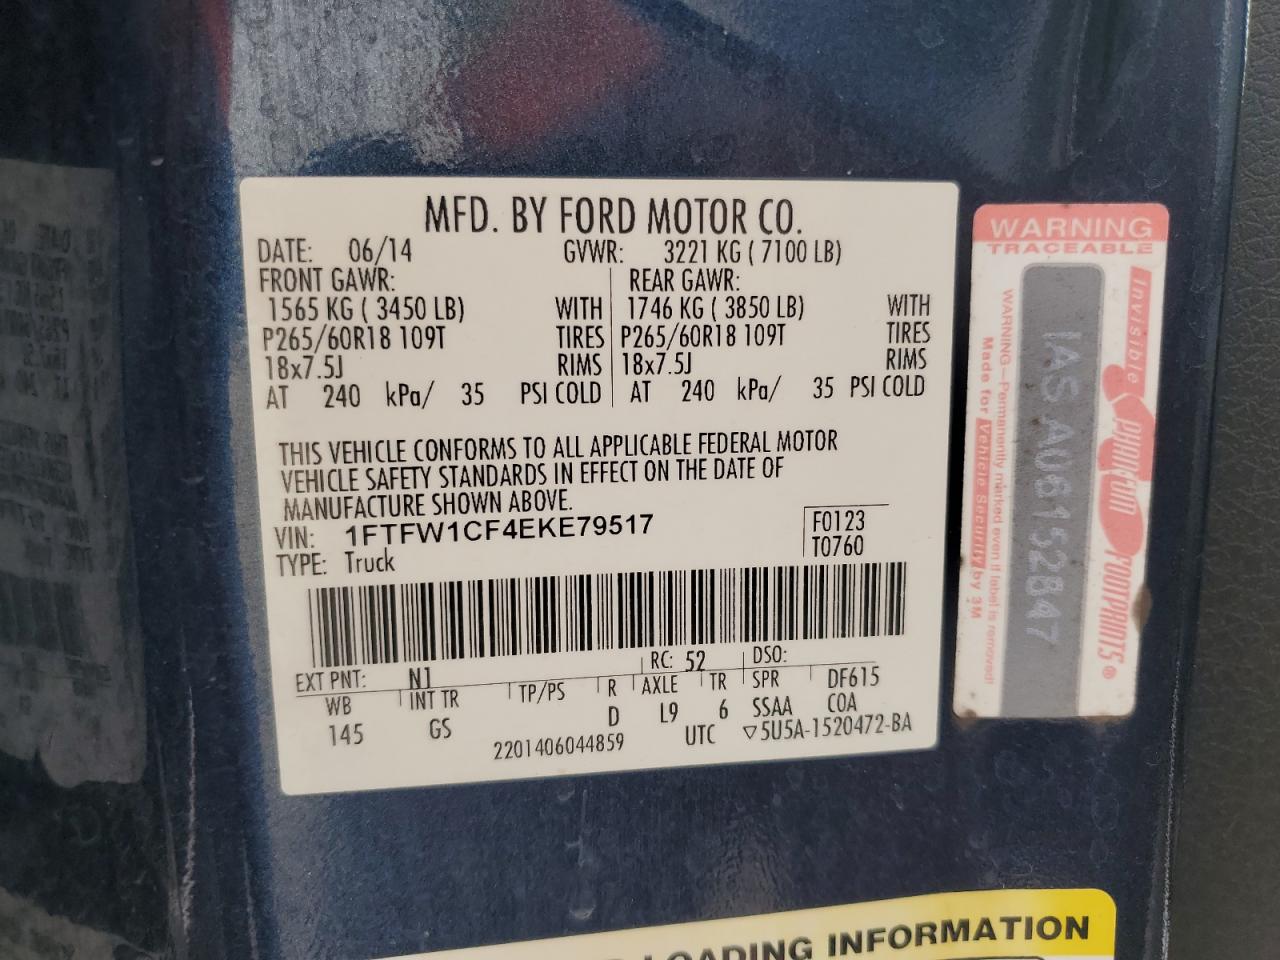 MFD. BY FORD MOTOR CO.
DATE: 06/14 GVWR: 3221 KG ( 7100 LB)
FRONT GAWR: REAR GAWR:
1565 KG ( 3450 LB) WITH 1746 KG ( 3850 LB) WITH
P265/60R18 109T TIRES P265/60R18 109T TIRES
18x7.5J RIMS 18x7.5J RIMS
AT 240 kPa/ 35 PSI COLD AT 240 kPa/ 35 PSI COLD
THIS VEHICLE CONFORMS TO ALL APPLICABLE FEDERAL MOTOR
VEHICLE SAFETY STANDARDS IN EFFECT ON THE DATE OF
MANUFACTURE SHOWN ABOVE.
VIN: 1FTFW1CF4EKE79517 F0123
TYPE: Truck T0760
EXT PNT: N1 RC: 52 DSO:
WB INT TR TP/PS R AXLE TR SPR DF615
145 GS D L9 6 SSAA COA
2201406044859 UTC ▽5U5A-1520472-BA
WARNING
TRACEABLE
Invisible
PHANTOM
FOOTPRINTS®
IAS A06152847
WARNING—Permanently marked even if label is removed!
Made for Vehicle Security by 3M
LOADING INFORMATION